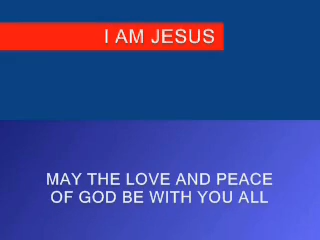 I AM JESUS
MAY THE LOVE AND PEACE
OF GOD BE WITH YOU ALL